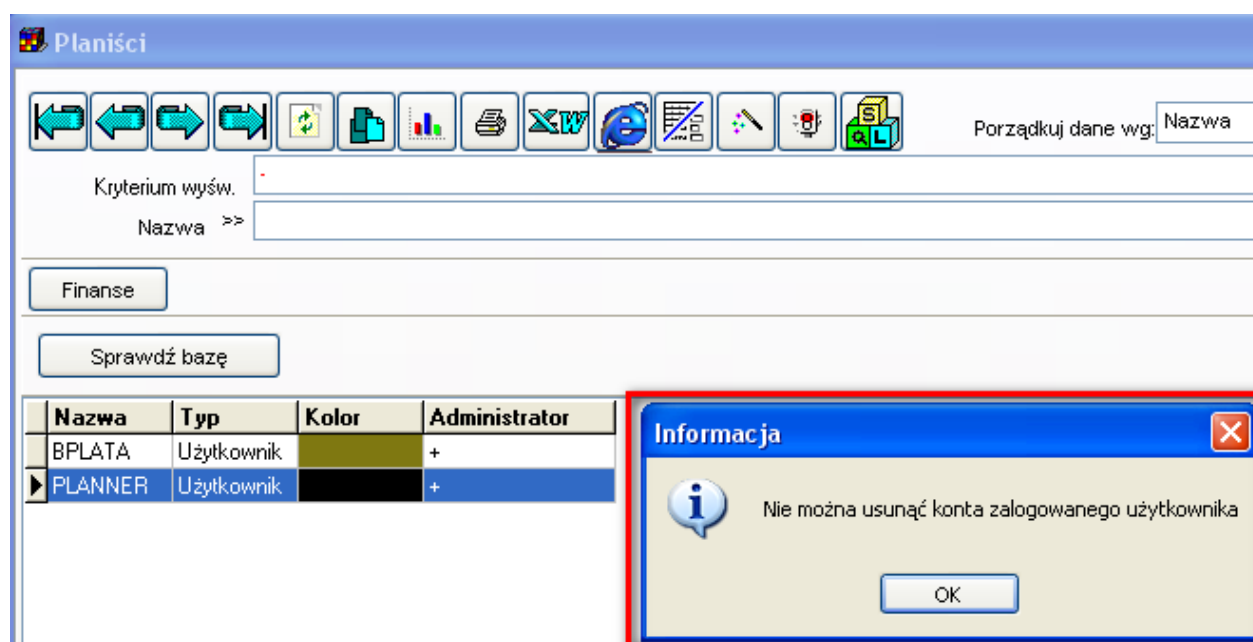 Planiści
XW
S
Q L
Porządkuj dane wg: Nazwa
Kryterium wyśw. -
Nazwa >>
Finanse
Sprawdź bazę
Nazwa Typ Kolor Administrator
BPLATA Użytkownik +
PLANNER Użytkownik +
Informacja
Nie można usunąć konta zalogowanego użytkownika
OK